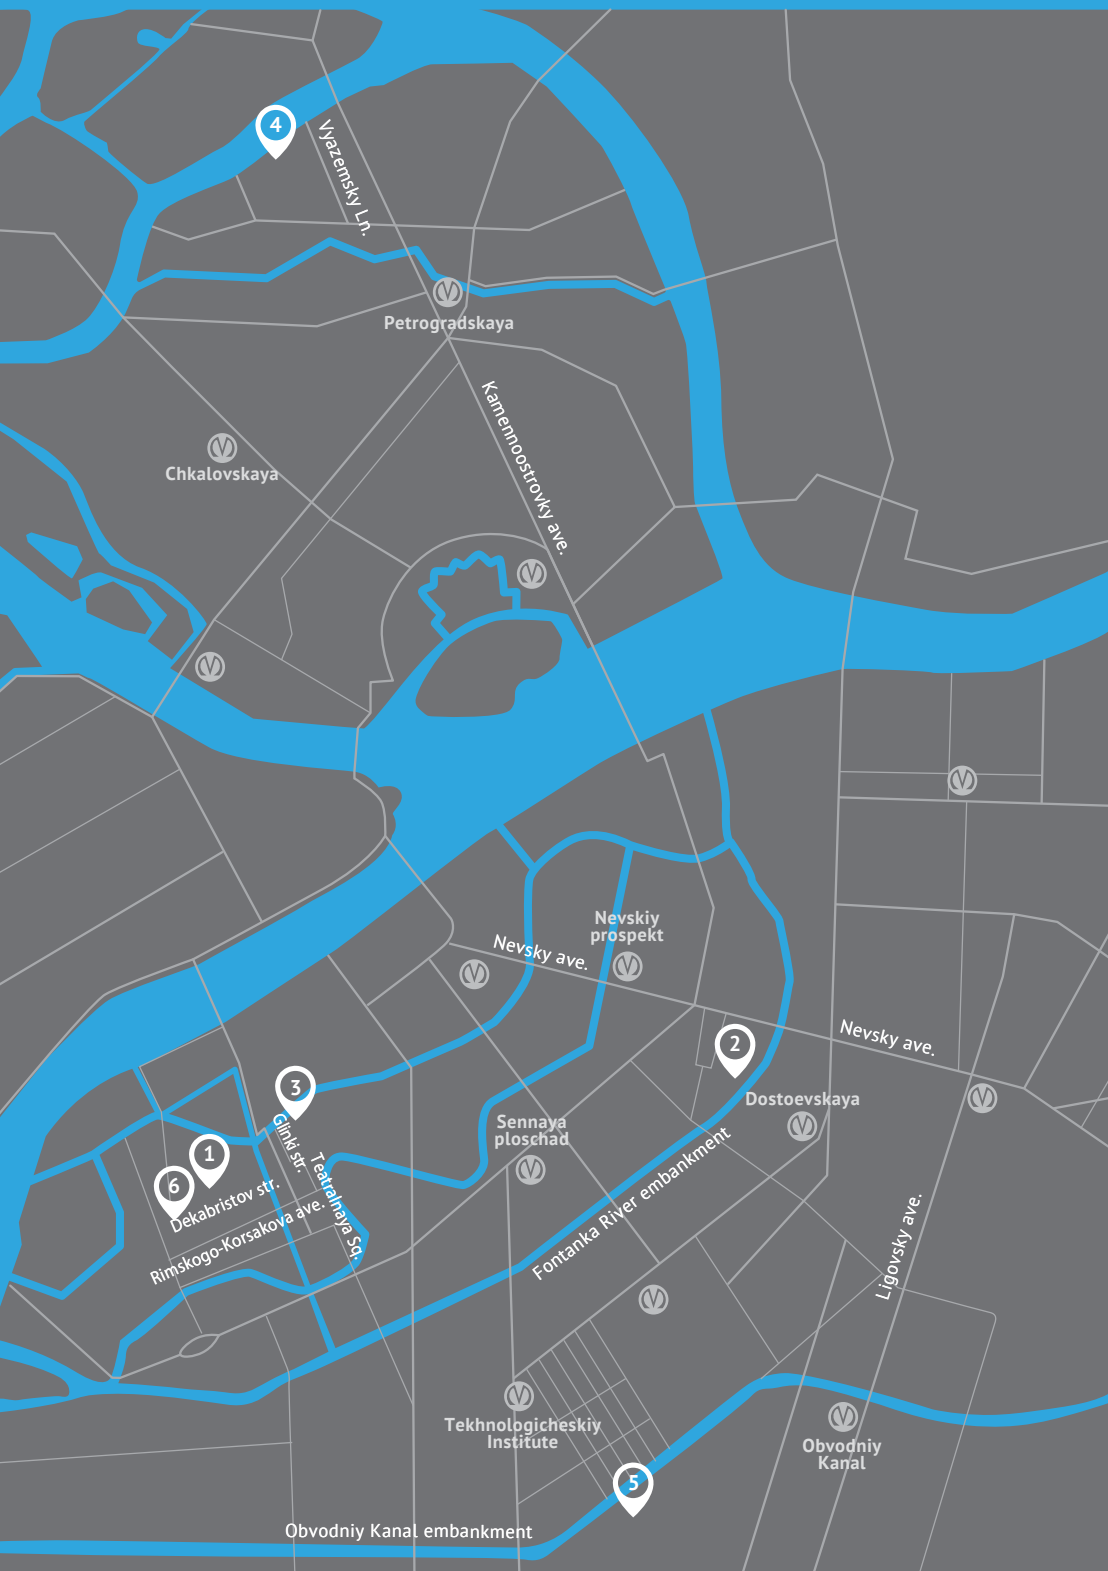 4
Vyazemsky Ln.
Petrogradskaya
Kamennoostrovky ave.
Chkalovskaya
Nevskiy
prospekt
Nevsky ave.
Nevsky ave.
2
Dostoevskaya
3
Sennaya
ploschad
Glinki str.
1
6
Teatralnaya Sq.
Dekabristov str.
Rimskogo-Korsakova ave.
Fontanka River embankment
Ligovsky ave.
Tekhnologicheskiy
Institute
Obvodniy
Kanal
5
Obvodniy Kanal embankment